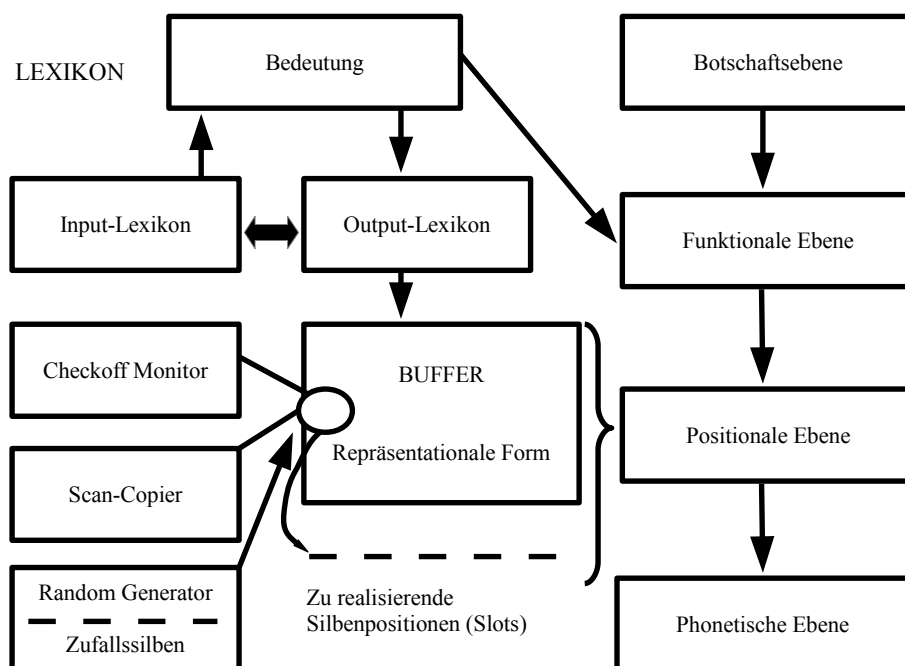 LEXIKON
Bedeutung
Botschaftsebene
Input-Lexikon
Output-Lexikon
Funktionale Ebene
Checkoff Monitor
BUFFER
Repräsentationale Form
Positionale Ebene
Scan-Copier
Random Generator
Zufallssilben
Zu realisierende
Silbenpositionen (Slots)
Phonetische Ebene